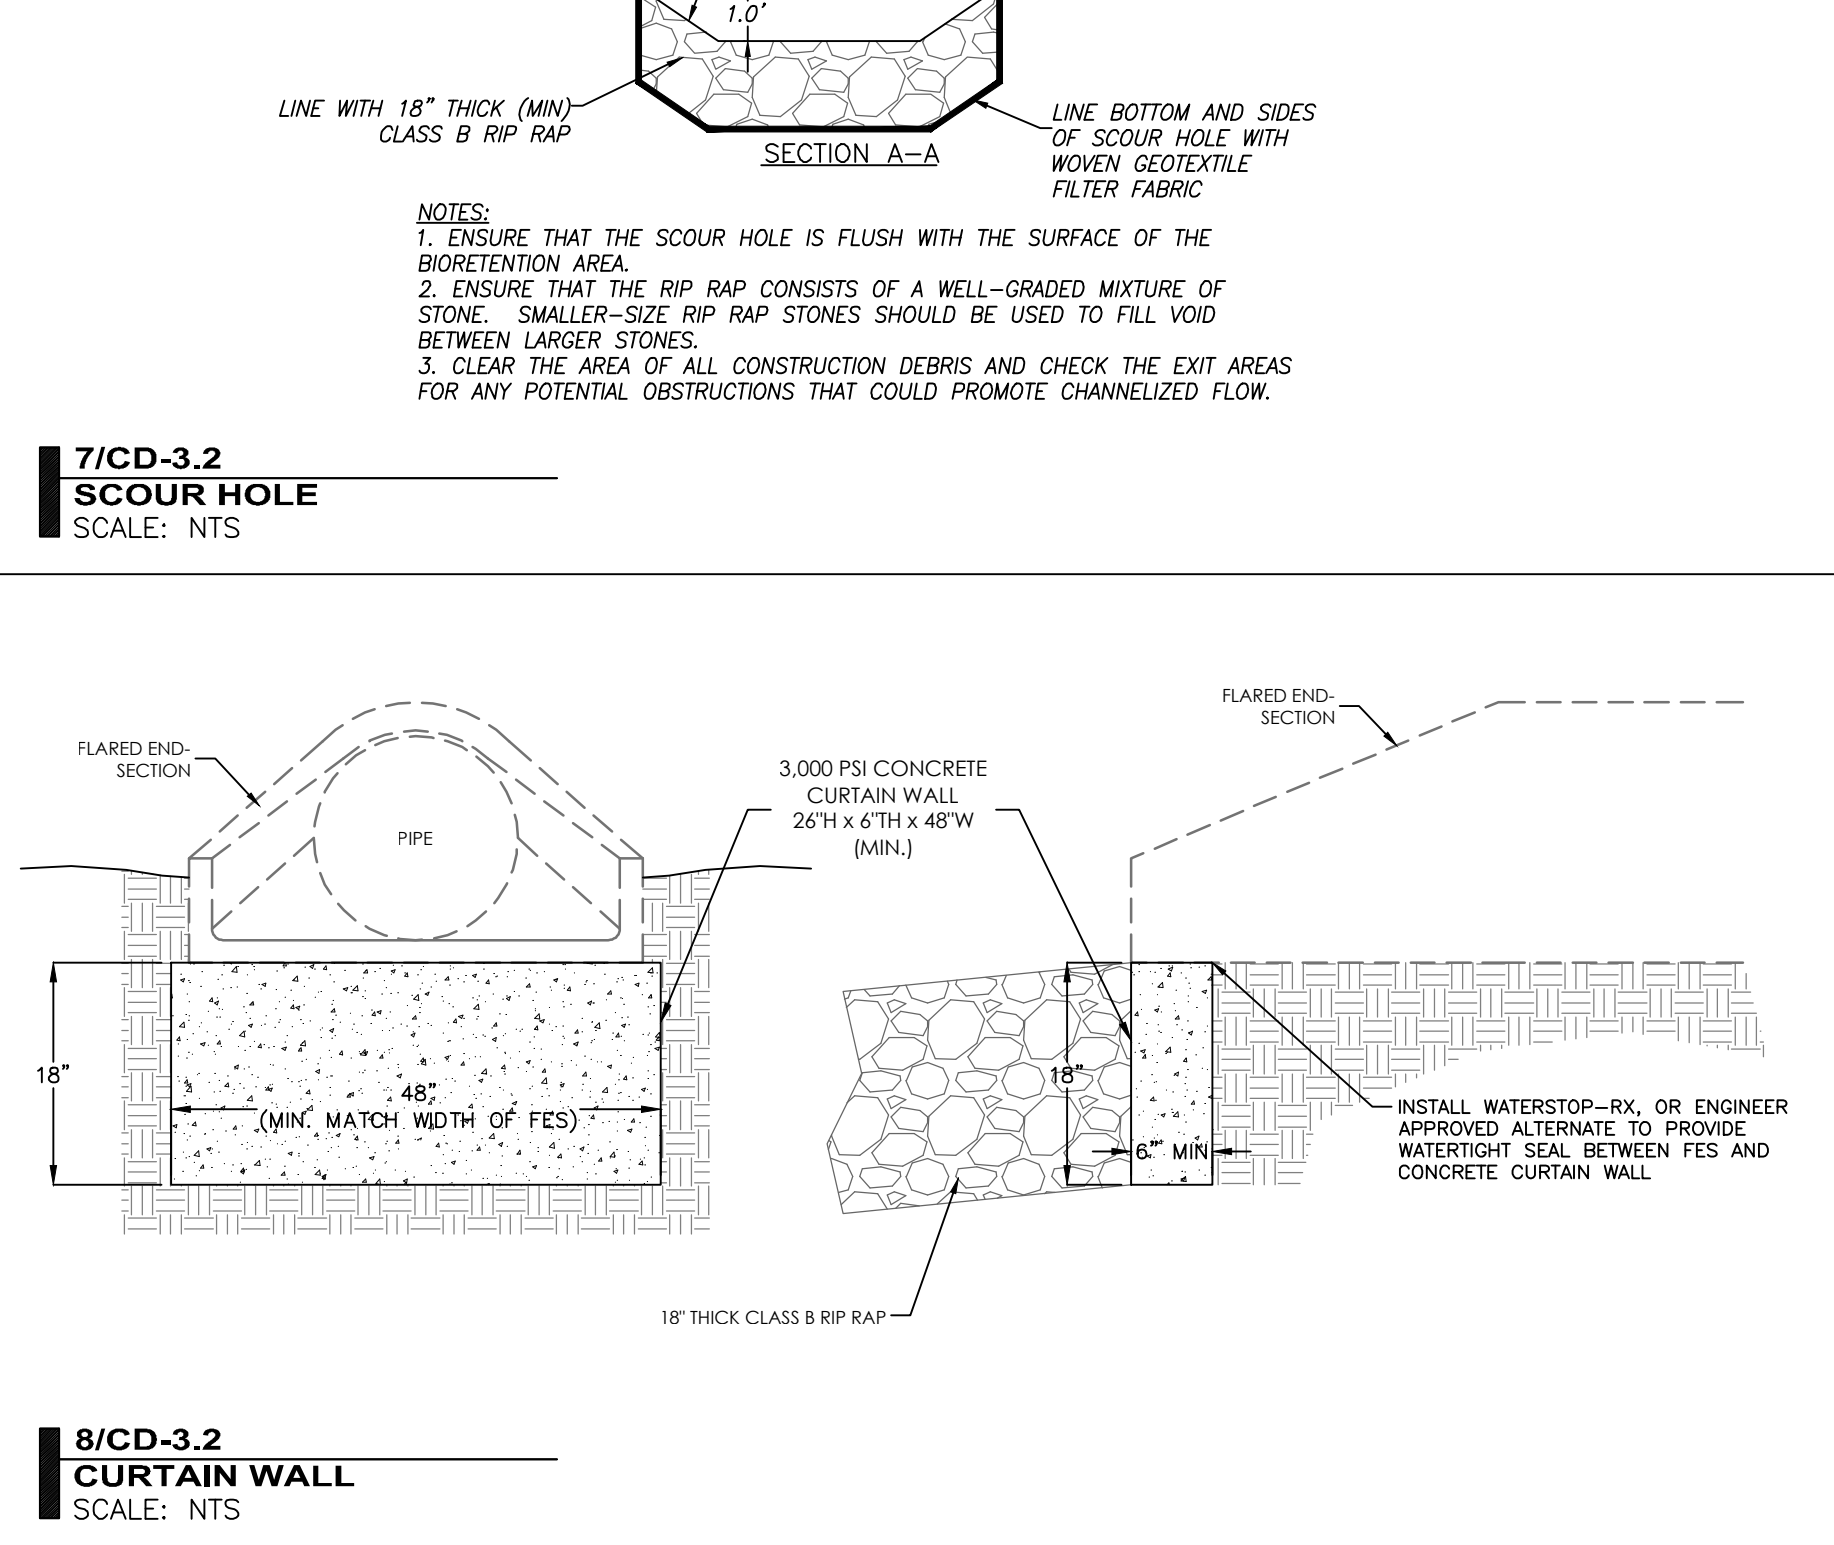 1.0'
LINE WITH 18" THICK (MIN)
CLASS B RIP RAP
LINE BOTTOM AND SIDES
OF SCOUR HOLE WITH
WOVEN GEOTEXTILE
FILTER FABRIC
SECTION A-A
NOTES:
1. ENSURE THAT THE SCOUR HOLE IS FLUSH WITH THE SURFACE OF THE
BIORETENTION AREA.
2. ENSURE THAT THE RIP RAP CONSISTS OF A WELL-GRADED MIXTURE OF
STONE. SMALLER-SIZE RIP RAP STONES SHOULD BE USED TO FILL VOID
BETWEEN LARGER STONES.
3. CLEAR THE AREA OF ALL CONSTRUCTION DEBRIS AND CHECK THE EXIT AREAS
FOR ANY POTENTIAL OBSTRUCTIONS THAT COULD PROMOTE CHANNELIZED FLOW.
7/CD-3.2
SCOUR HOLE
SCALE: NTS
FLARED END-
SECTION
PIPE
3,000 PSI CONCRETE
CURTAIN WALL
26"H x 6"TH x 48"W
(MIN.)
FLARED END-
SECTION
18"
48"
(MIN. MATCH WIDTH OF FES)
18"
6" MIN
INSTALL WATERSTOP-RX, OR ENGINEER
APPROVED ALTERNATE TO PROVIDE
WATERTIGHT SEAL BETWEEN FES AND
CONCRETE CURTAIN WALL
18" THICK CLASS B RIP RAP
8/CD-3.2
CURTAIN WALL
SCALE: NTS